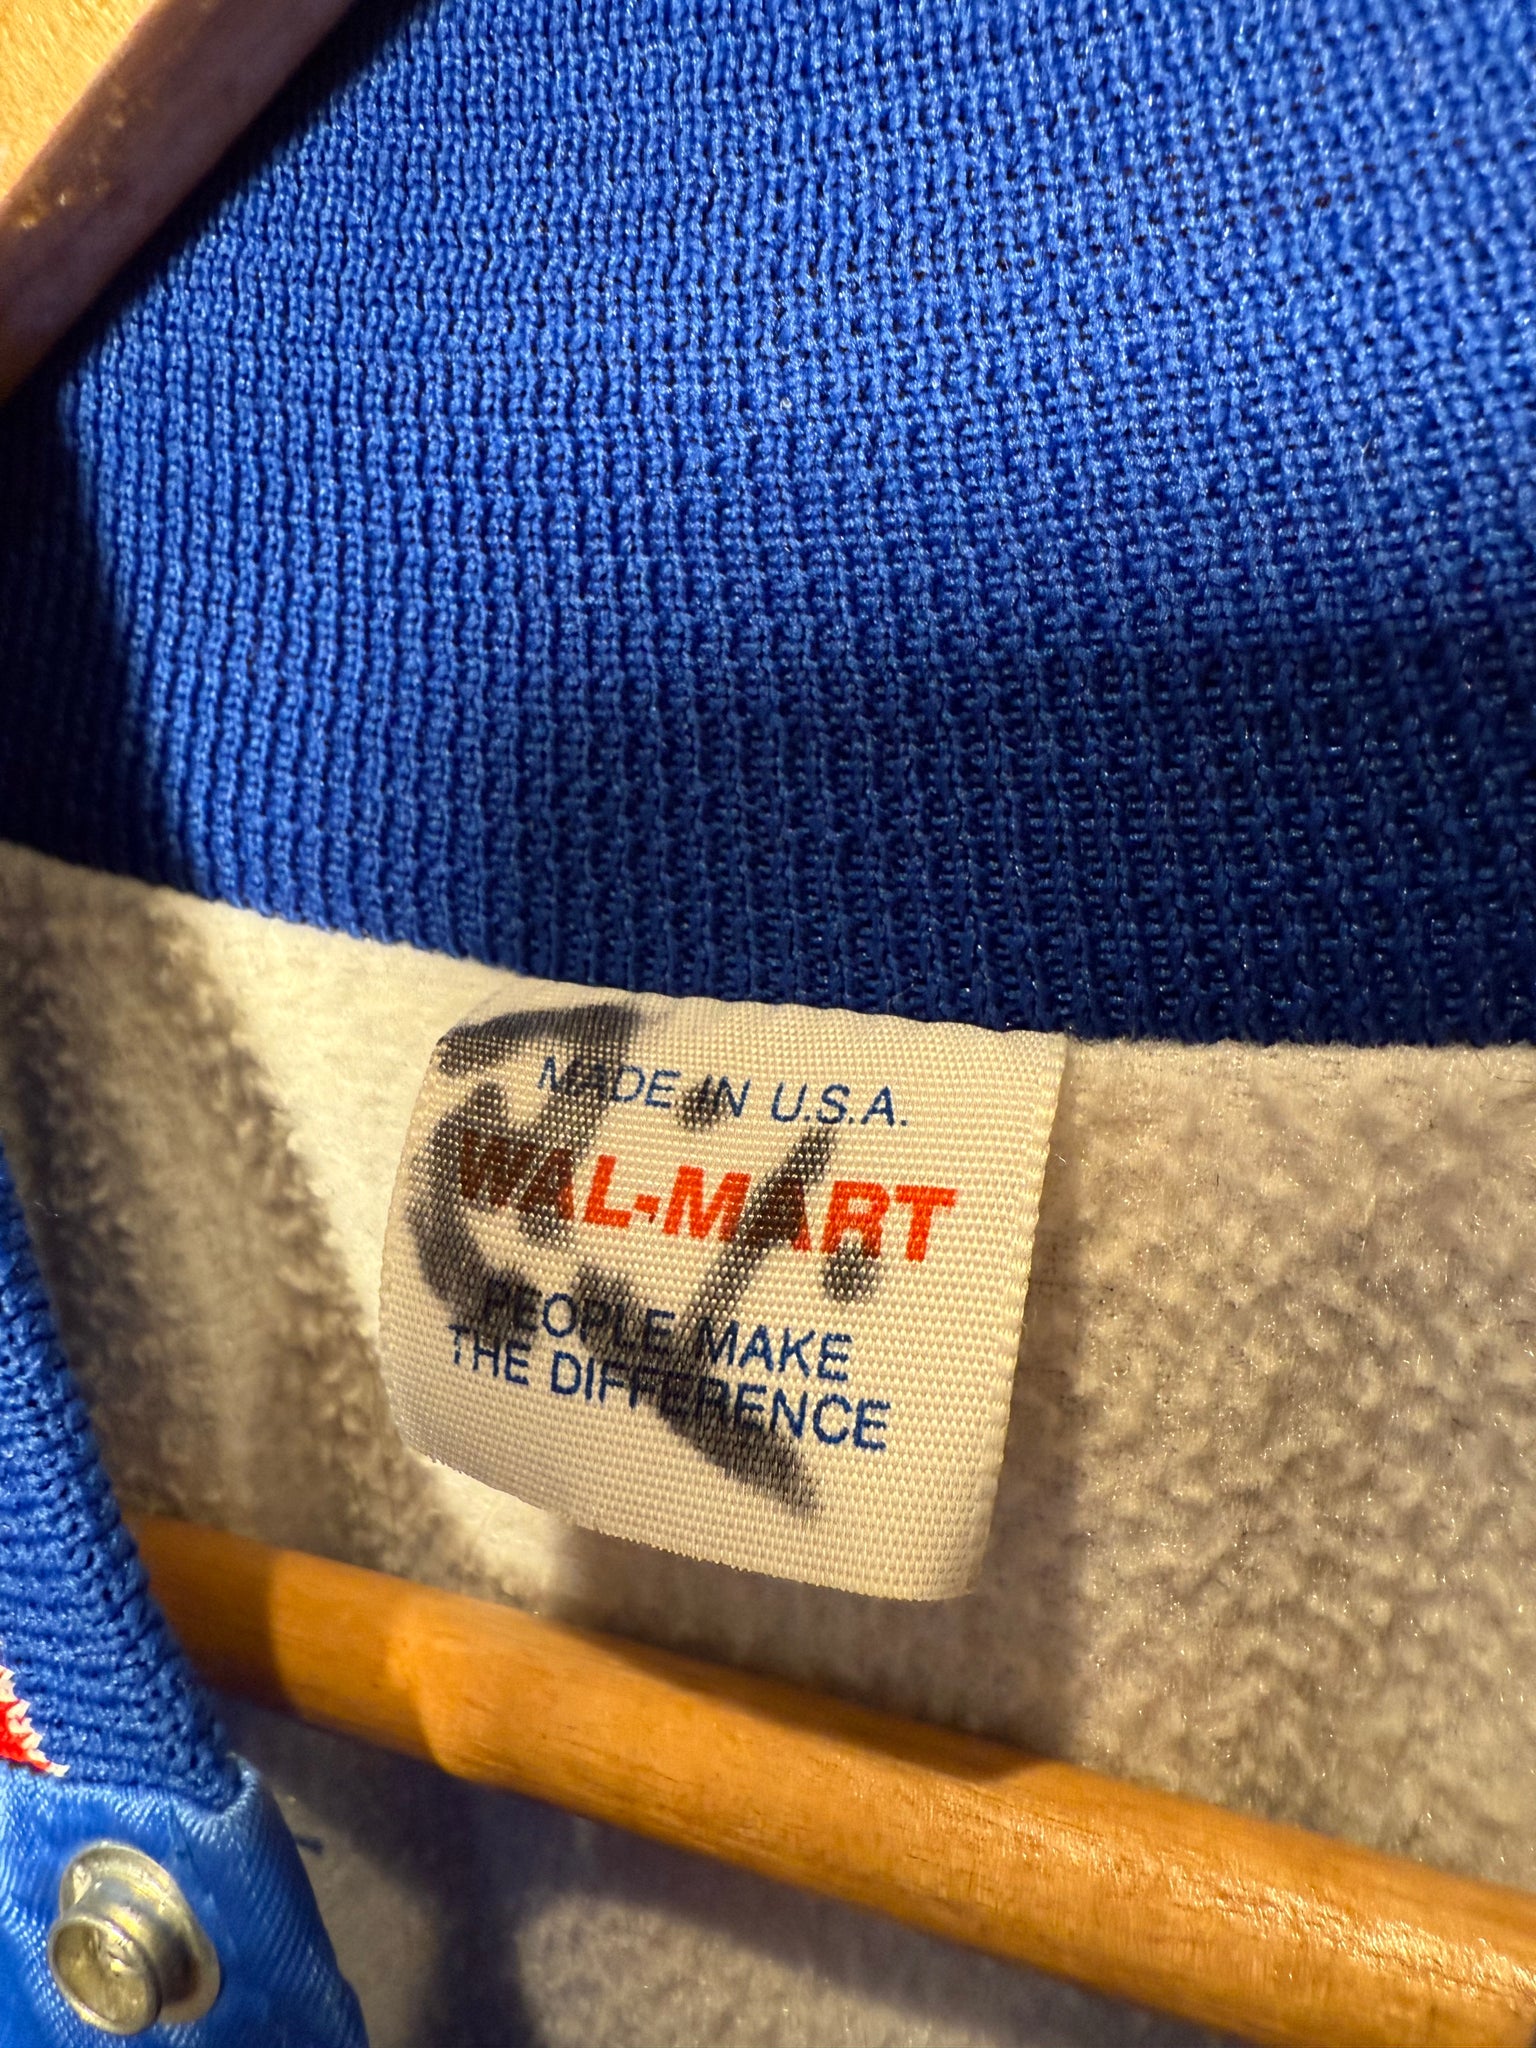 MADE IN U.S.A.
WAL-MART
PEOPLE MAKE
THE DIFFERENCE